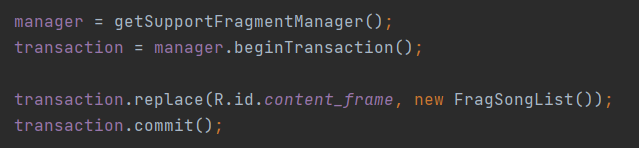 manager = getSupportFragmentManager();
transaction = manager.beginTransaction();
transaction.replace(R.id.content_frame, new FragSongList());
transaction.commit();